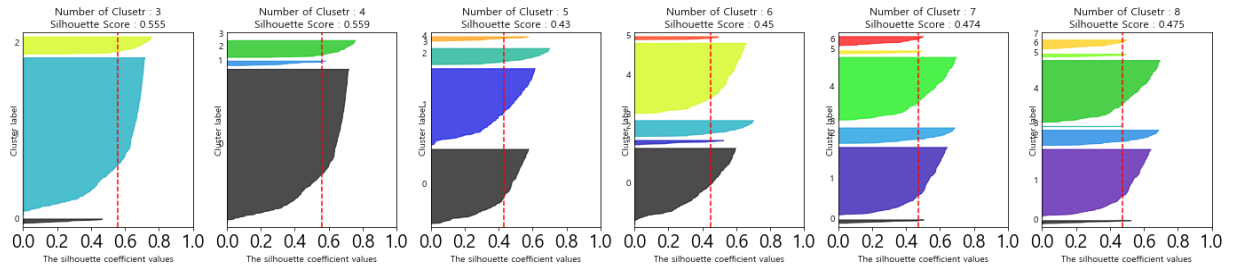 Number of Clusetr : 3
Silhouette Score : 0.555
2
0
Cluster label
0.0 0.2 0.4 0.6 0.8 1.0
The silhouette coefficient values
Number of Clusetr : 4
Silhouette Score : 0.559
3
2
1
Cluster label
0.0 0.2 0.4 0.6 0.8 1.0
The silhouette coefficient values
Number of Clusetr : 5
Silhouette Score : 0.43
4
3
2
1
0
Cluster label
0.0 0.2 0.4 0.6 0.8 1.0
The silhouette coefficient values
Number of Clusetr : 6
Silhouette Score : 0.45
5
4
3
0
Cluster label
0.0 0.2 0.4 0.6 0.8 1.0
The silhouette coefficient values
Number of Clusetr : 7
Silhouette Score : 0.474
6
5
4
2
1
0
Cluster label
0.0 0.2 0.4 0.6 0.8 1.0
The silhouette coefficient values
Number of Clusetr : 8
Silhouette Score : 0.475
7
6
5
4
3
2
1
0
Cluster label
0.0 0.2 0.4 0.6 0.8 1.0
The silhouette coefficient values